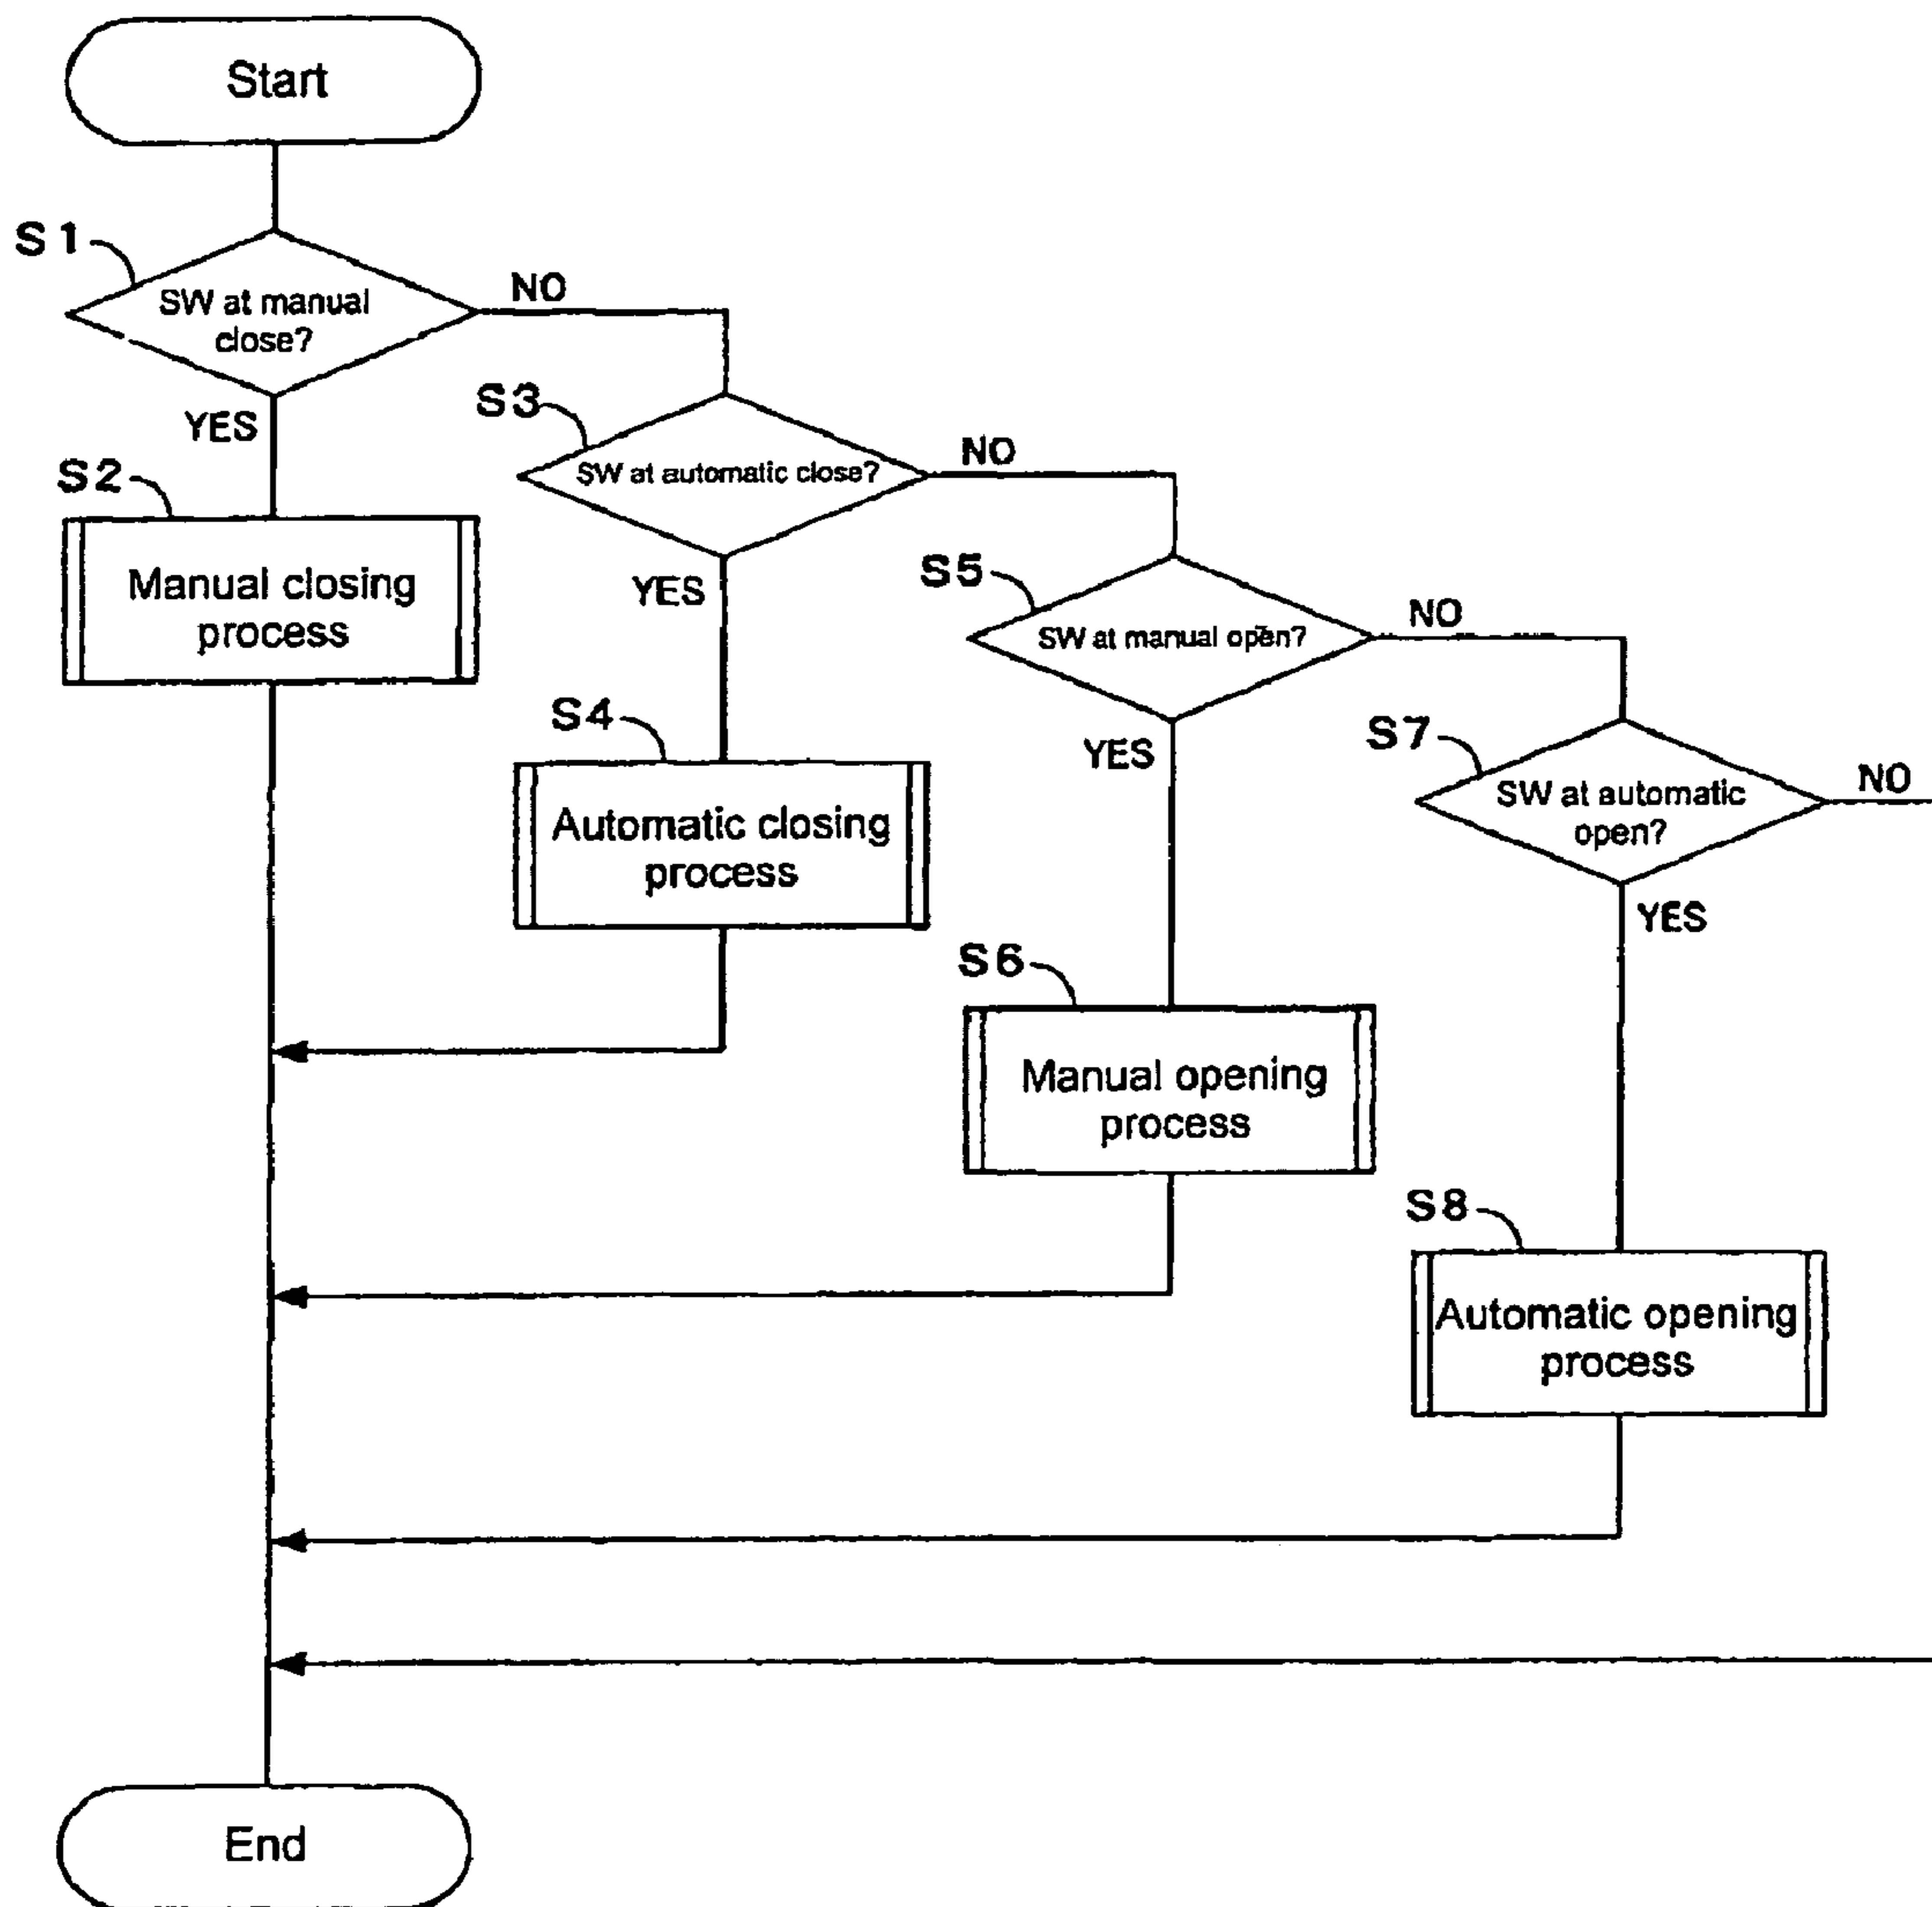 Start
S1
SW at manual
close?
NO
YES
S2
Manual closing
process
S3
SW at automatic close?
NO
YES
S4
Automatic closing
process
S5
SW at manual open?
NO
YES
S6
Manual opening
process
S7
SW at automatic
open?
NO
YES
S8
Automatic opening
process
End